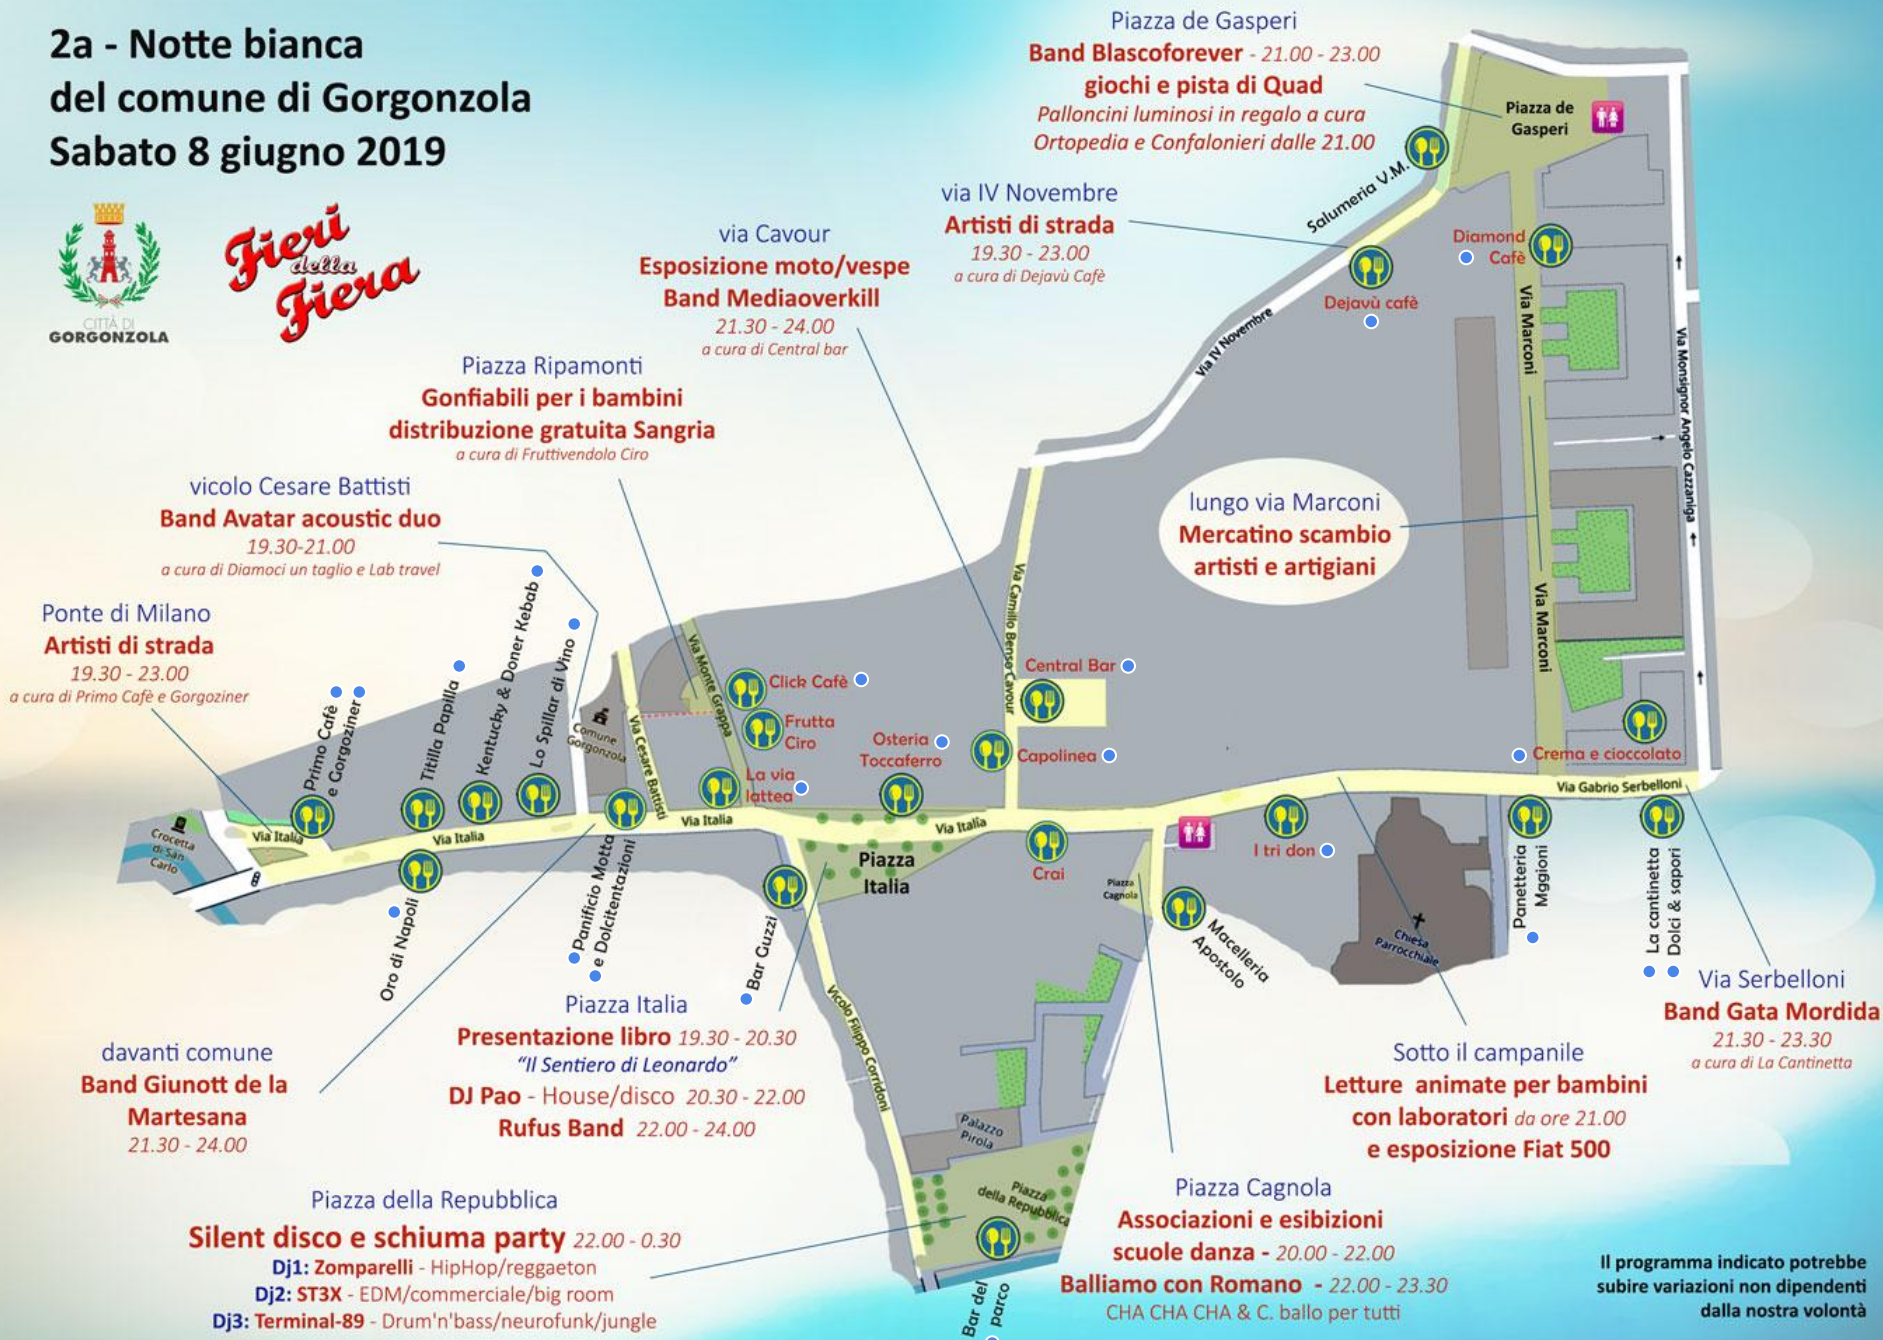 2a - Notte bianca
del comune di Gorgonzola
Sabato 8 giugno 2019
CITTÀ DI
GORGONZOLA
Fieri
della
Fiera
Piazza de Gasperi
Band Blascoforever - 21.00 - 23.00
giochi e pista di Quad
Palloncini luminosi in regalo a cura
Ortopedia e Confalonieri dalle 21.00
via IV Novembre
Artisti di strada
19.30 - 23.00
a cura di Dejavù Cafè
via Cavour
Esposizione moto/vespe
Band Mediaoverkill
21.30 - 24.00
a cura di Central bar
Piazza Ripamonti
Gonfiabili per i bambini
distribuzione gratuita Sangria
a cura di Fruttivendolo Ciro
vicolo Cesare Battisti
Band Avatar acoustic duo
19.30-21.00
a cura di Diamoci un taglio e Lab travel
Ponte di Milano
Artisti di strada
19.30 - 23.00
a cura di Primo Cafè e Gorgoziner
lungo via Marconi
Mercatino scambio
artisti e artigiani
Piazza de
Gasperi
Salumeria V.M.
Diamond
Cafè
Dejavù cafè
Via IV Novembre
Via Marconi
Via Marconi
Via Monsignor Angelo Cazzaniga
Via Camillo Benso Cavour
Central Bar
Capolinea
Osteria
Toccaferro
Click Cafè
Frutta
Ciro
La via
lattea
Via Monte Grappa
Via Cesare Battisti
Comune
Gorgonzola
Lo Spillar di Vino
Kentucky & Doner Kebab
Titilla Papilla
Primo Cafè
e Gorgoziner
Crocetta
di San
Carlo
Via Italia
Via Italia
Via Italia
Via Italia
Piazza
Italia
Crema e cioccolato
Via Gabrio Serbelloni
Crai
I tri don
Piazza
Cagnola
Macelleria
Apostolo
Chiesa
Parrocchiale
Panetteria
Mggioni
La cantinetta
Dolci & sapori
Oro di Napoli
Panificio Motta
e Dolcitentazioni
Bar Guzzi
Vicolo Filippo Corridoni
Palazzo
Pirola
Piazza
della Repubblica
Bar del
parco
davanti comune
Band Giunott de la
Martesana
21.30 - 24.00
Piazza Italia
Presentazione libro 19.30 - 20.30
“Il Sentiero di Leonardo”
DJ Pao - House/disco 20.30 - 22.00
Rufus Band 22.00 - 24.00
Piazza della Repubblica
Silent disco e schiuma party 22.00 - 0.30
Dj1: Zomparelli - HipHop/reggaeton
Dj2: ST3X - EDM/commerciale/big room
Dj3: Terminal-89 - Drum'n'bass/neurofunk/jungle
Piazza Cagnola
Associazioni e esibizioni
scuole danza - 20.00 - 22.00
Balliamo con Romano - 22.00 - 23.30
CHA CHA CHA & C. ballo per tutti
Sotto il campanile
Letture animate per bambini
con laboratori da ore 21.00
e esposizione Fiat 500
Via Serbelloni
Band Gata Mordida
21.30 - 23.30
a cura di La Cantinetta
Il programma indicato potrebbe
subire variazioni non dipendenti
dalla nostra volontà